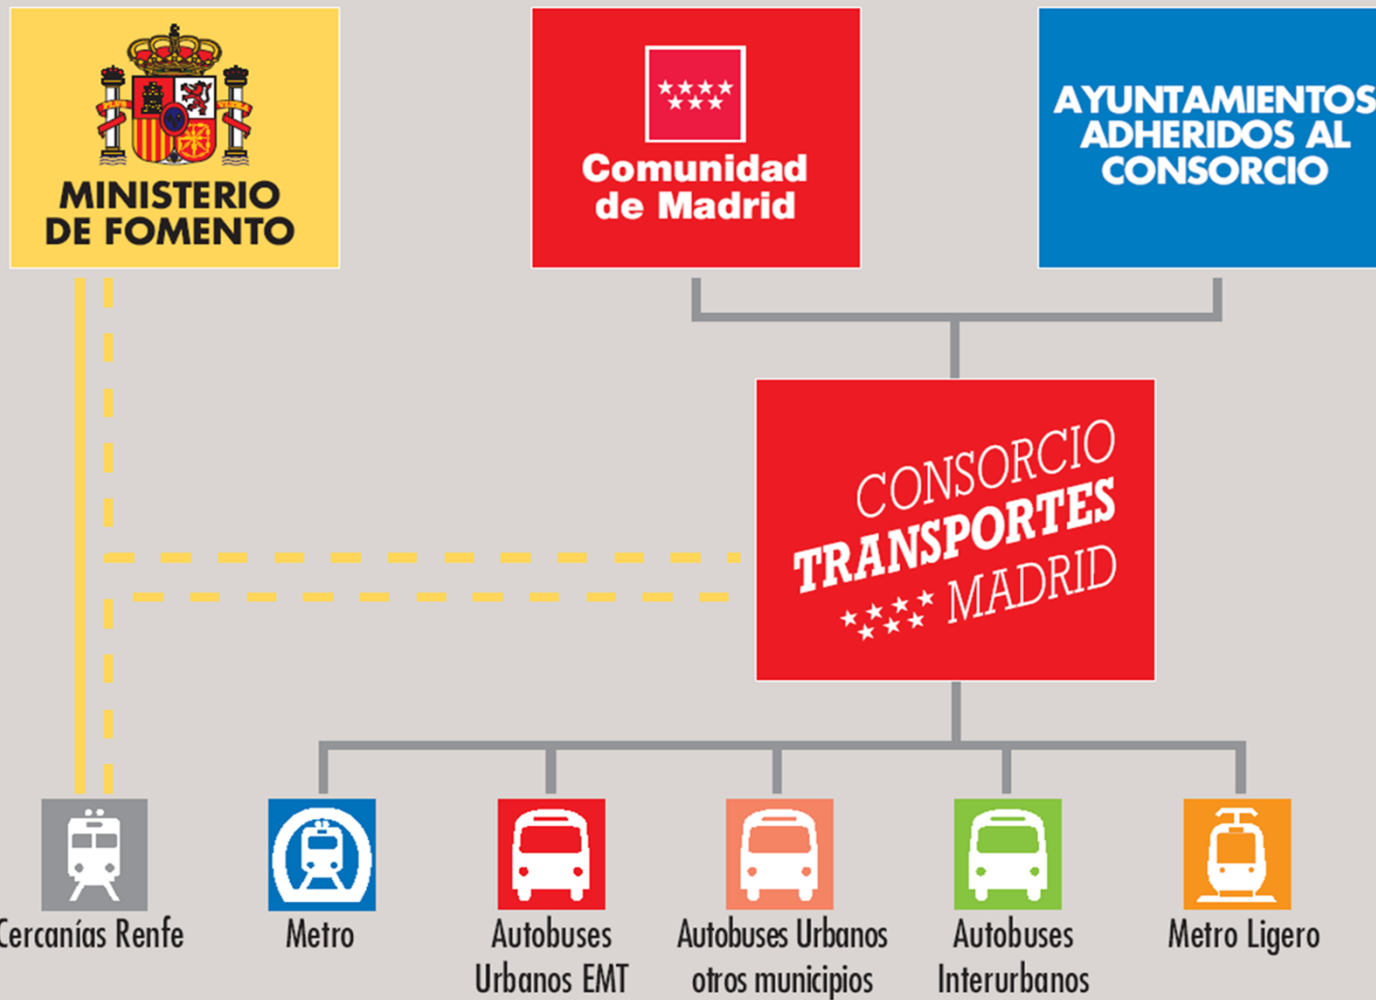 MINISTERIO
DE FOMENTO
Comunidad
de Madrid
AYUNTAMIENTOS
ADHERIDOS AL
CONSORCIO
CONSORCIO
TRANSPORTES
MADRID
Cercanías Renfe
Metro
Autobuses
Urbanos EMT
Autobuses Urbanos
otros municipios
Autobuses
Interurbanos
Metro Ligero